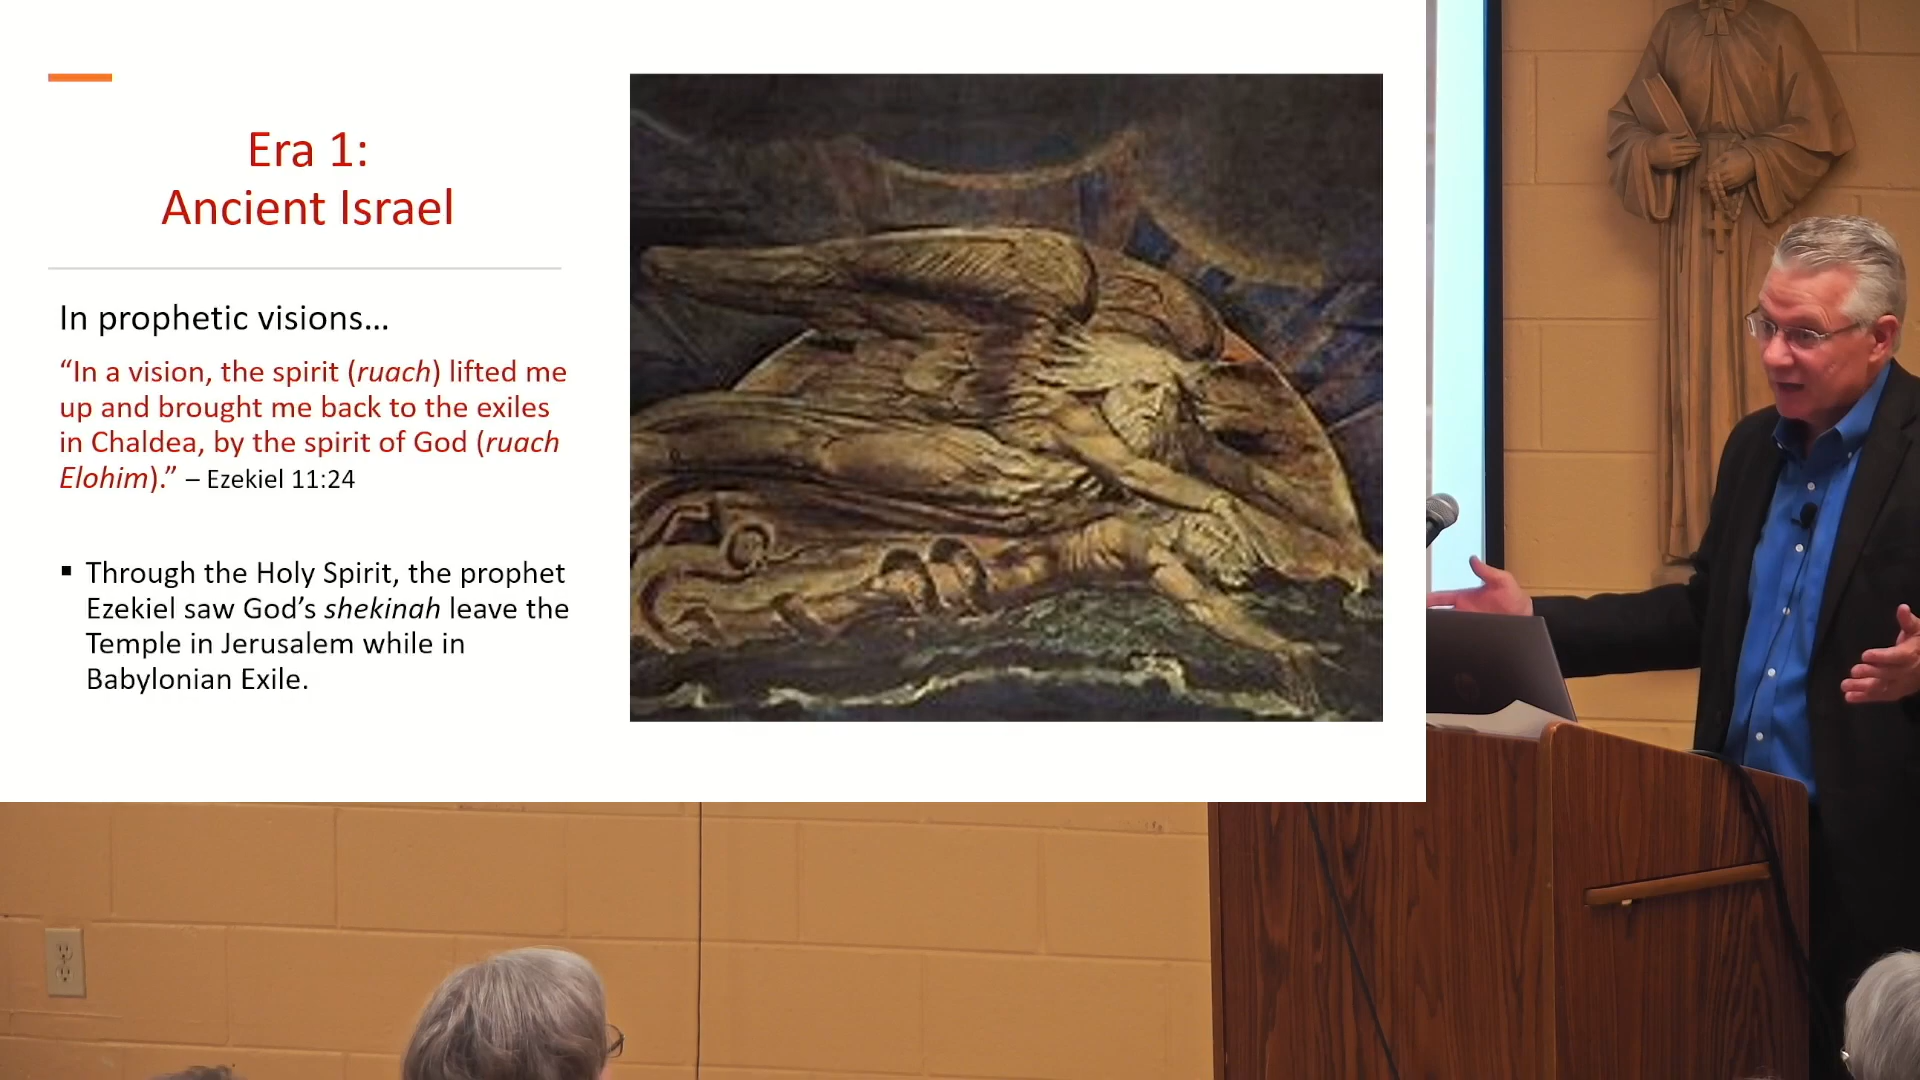 Era 1:
Ancient Israel
In prophetic visions…
“In a vision, the spirit (ruach) lifted me
up and brought me back to the exiles
in Chaldea, by the spirit of God (ruach
Elohim).” – Ezekiel 11:24
▪ Through the Holy Spirit, the prophet
Ezekiel saw God’s shekinah leave the
Temple in Jerusalem while in
Babylonian Exile.